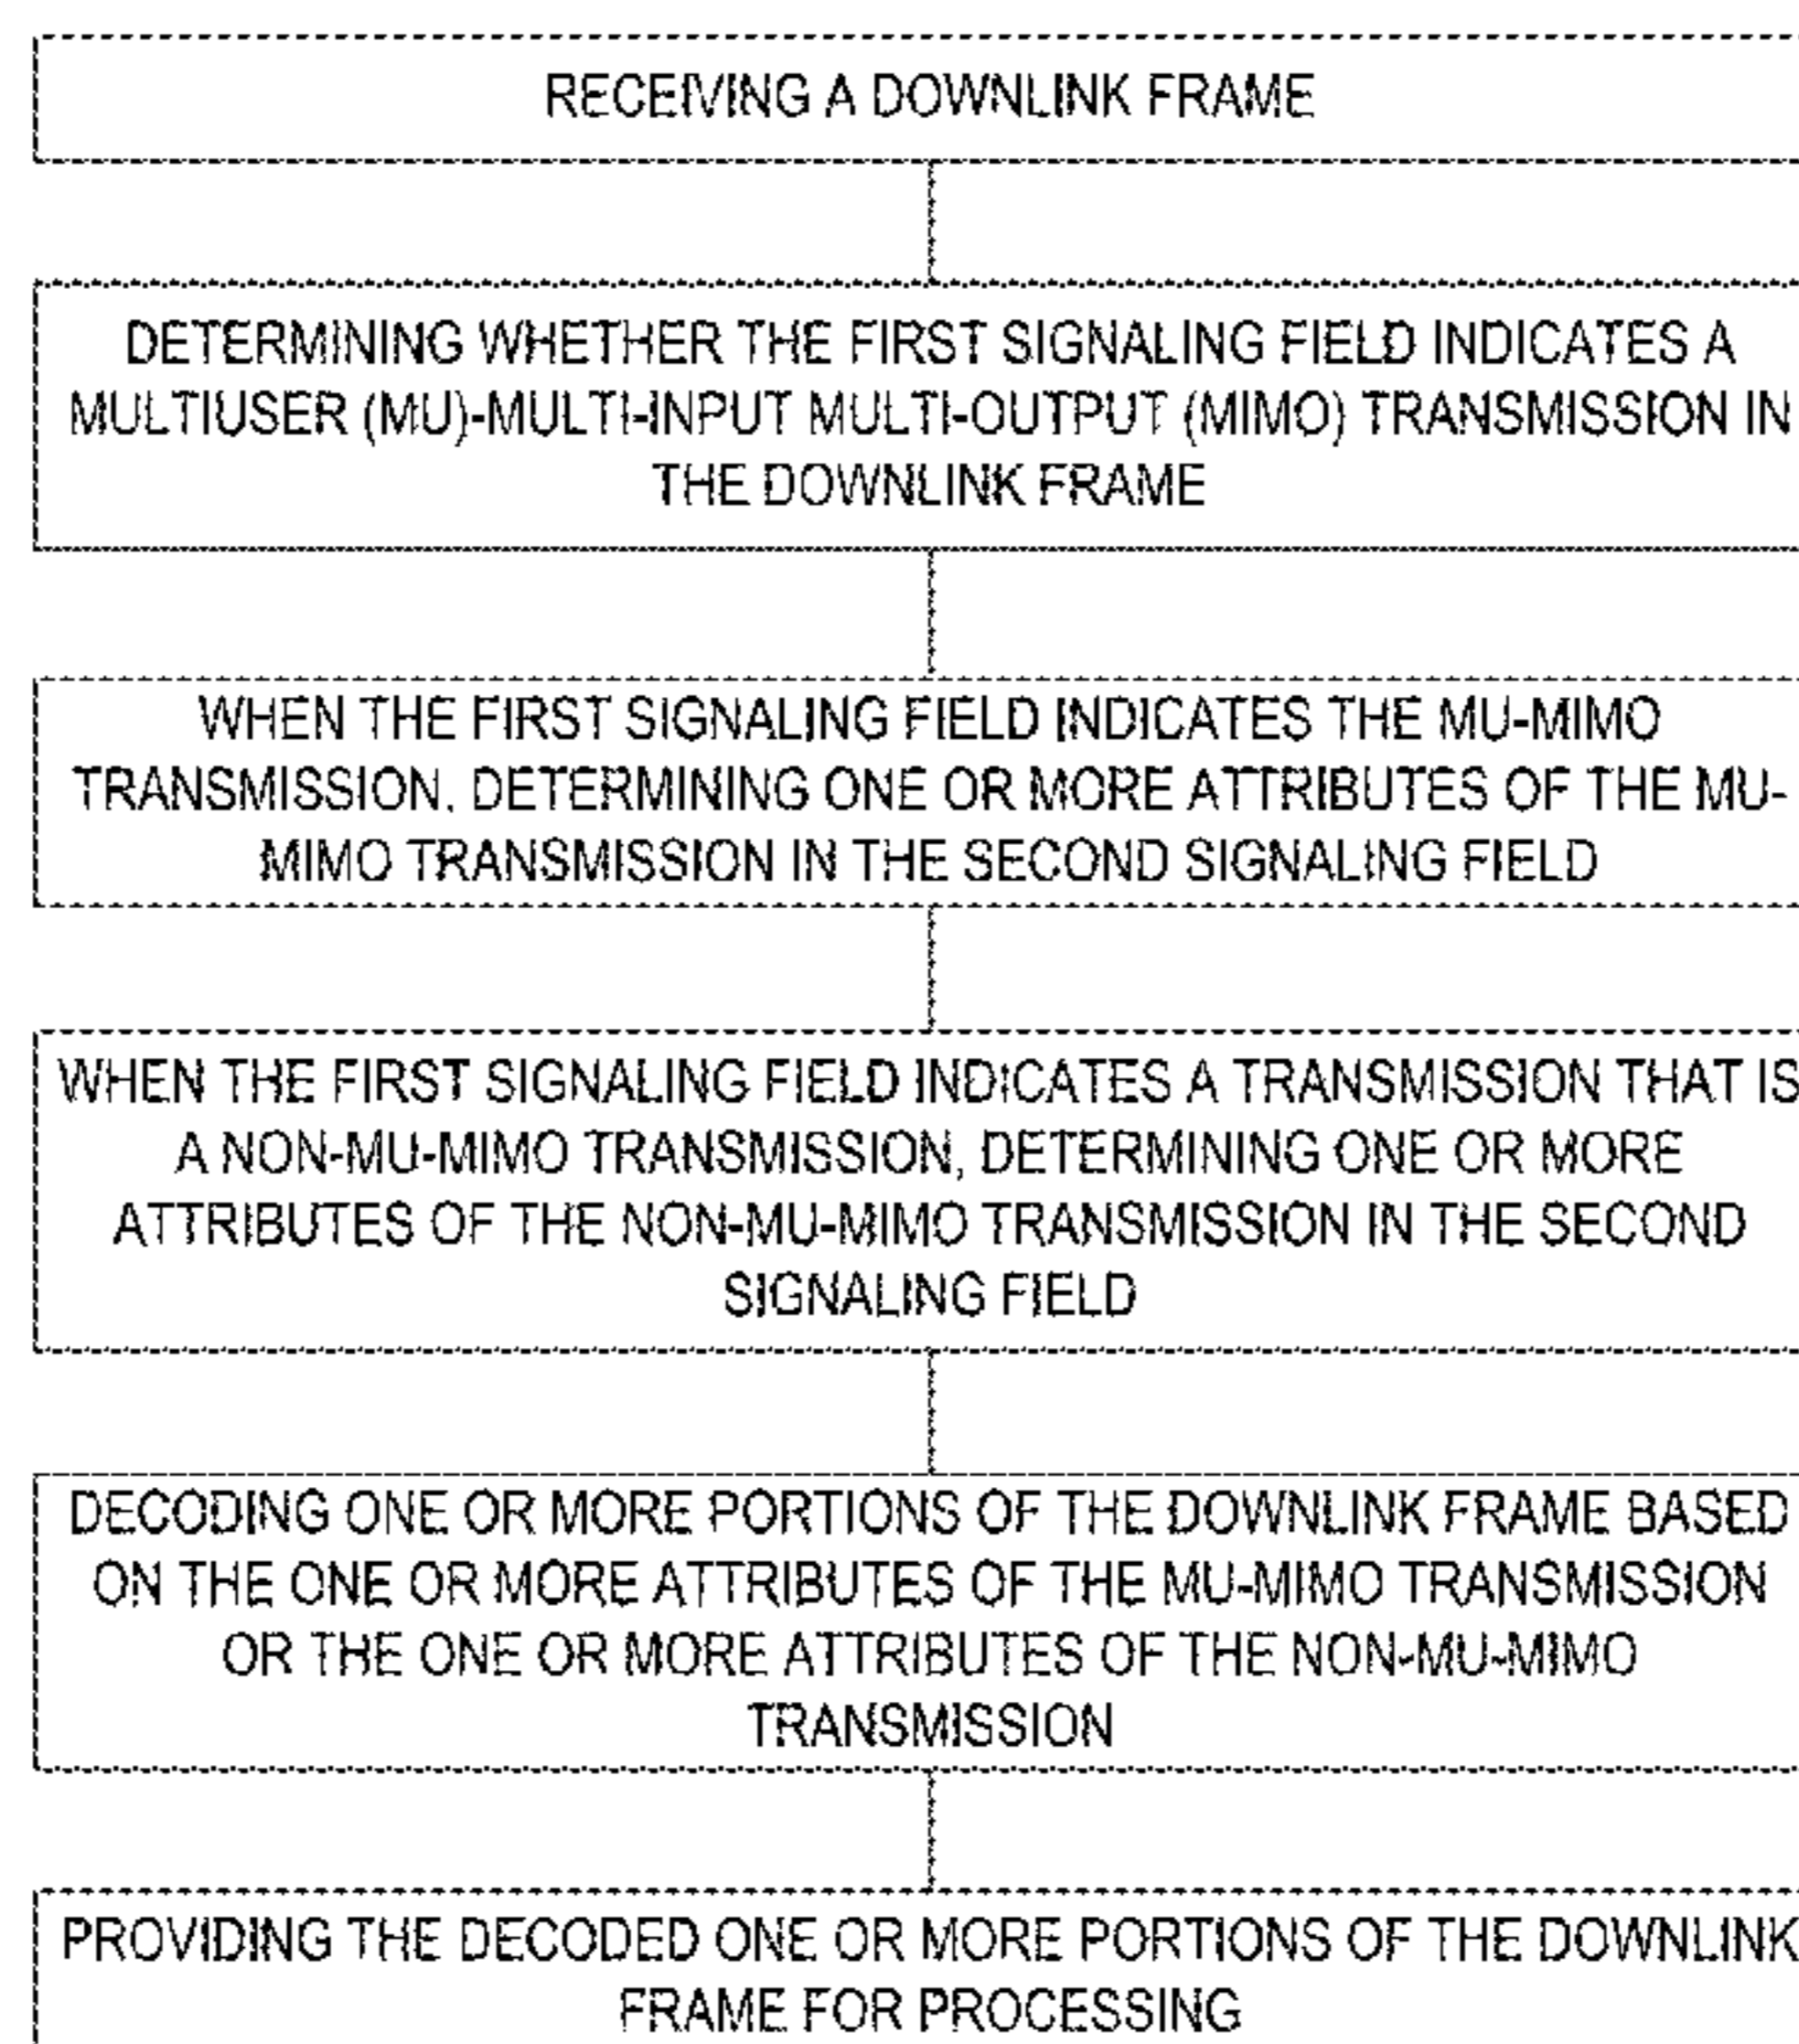 RECEIVING A DOWNLINK FRAME
DETERMINING WHETHER THE FIRST SIGNALING FIELD INDICATES A
MULTIUSER (MU)-MULTI-INPUT MULTI-OUTPUT (MIMO) TRANSMISSION IN
THE DOWNLINK FRAME
WHEN THE FIRST SIGNALING FIELD INDICATES THE MU-MIMO
TRANSMISSION, DETERMINING ONE OR MORE ATTRIBUTES OF THE MU-
MIMO TRANSMISSION IN THE SECOND SIGNALING FIELD
WHEN THE FIRST SIGNALING FIELD INDICATES A TRANSMISSION THAT IS
A NON-MU-MIMO TRANSMISSION, DETERMINING ONE OR MORE
ATTRIBUTES OF THE NON-MU-MIMO TRANSMISSION IN THE SECOND
SIGNALING FIELD
DECODING ONE OR MORE PORTIONS OF THE DOWNLINK FRAME BASED
ON THE ONE OR MORE ATTRIBUTES OF THE MU-MIMO TRANSMISSION
OR THE ONE OR MORE ATTRIBUTES OF THE NON-MU-MIMO
TRANSMISSION
PROVIDING THE DECODED ONE OR MORE PORTIONS OF THE DOWNLINK
FRAME FOR PROCESSING